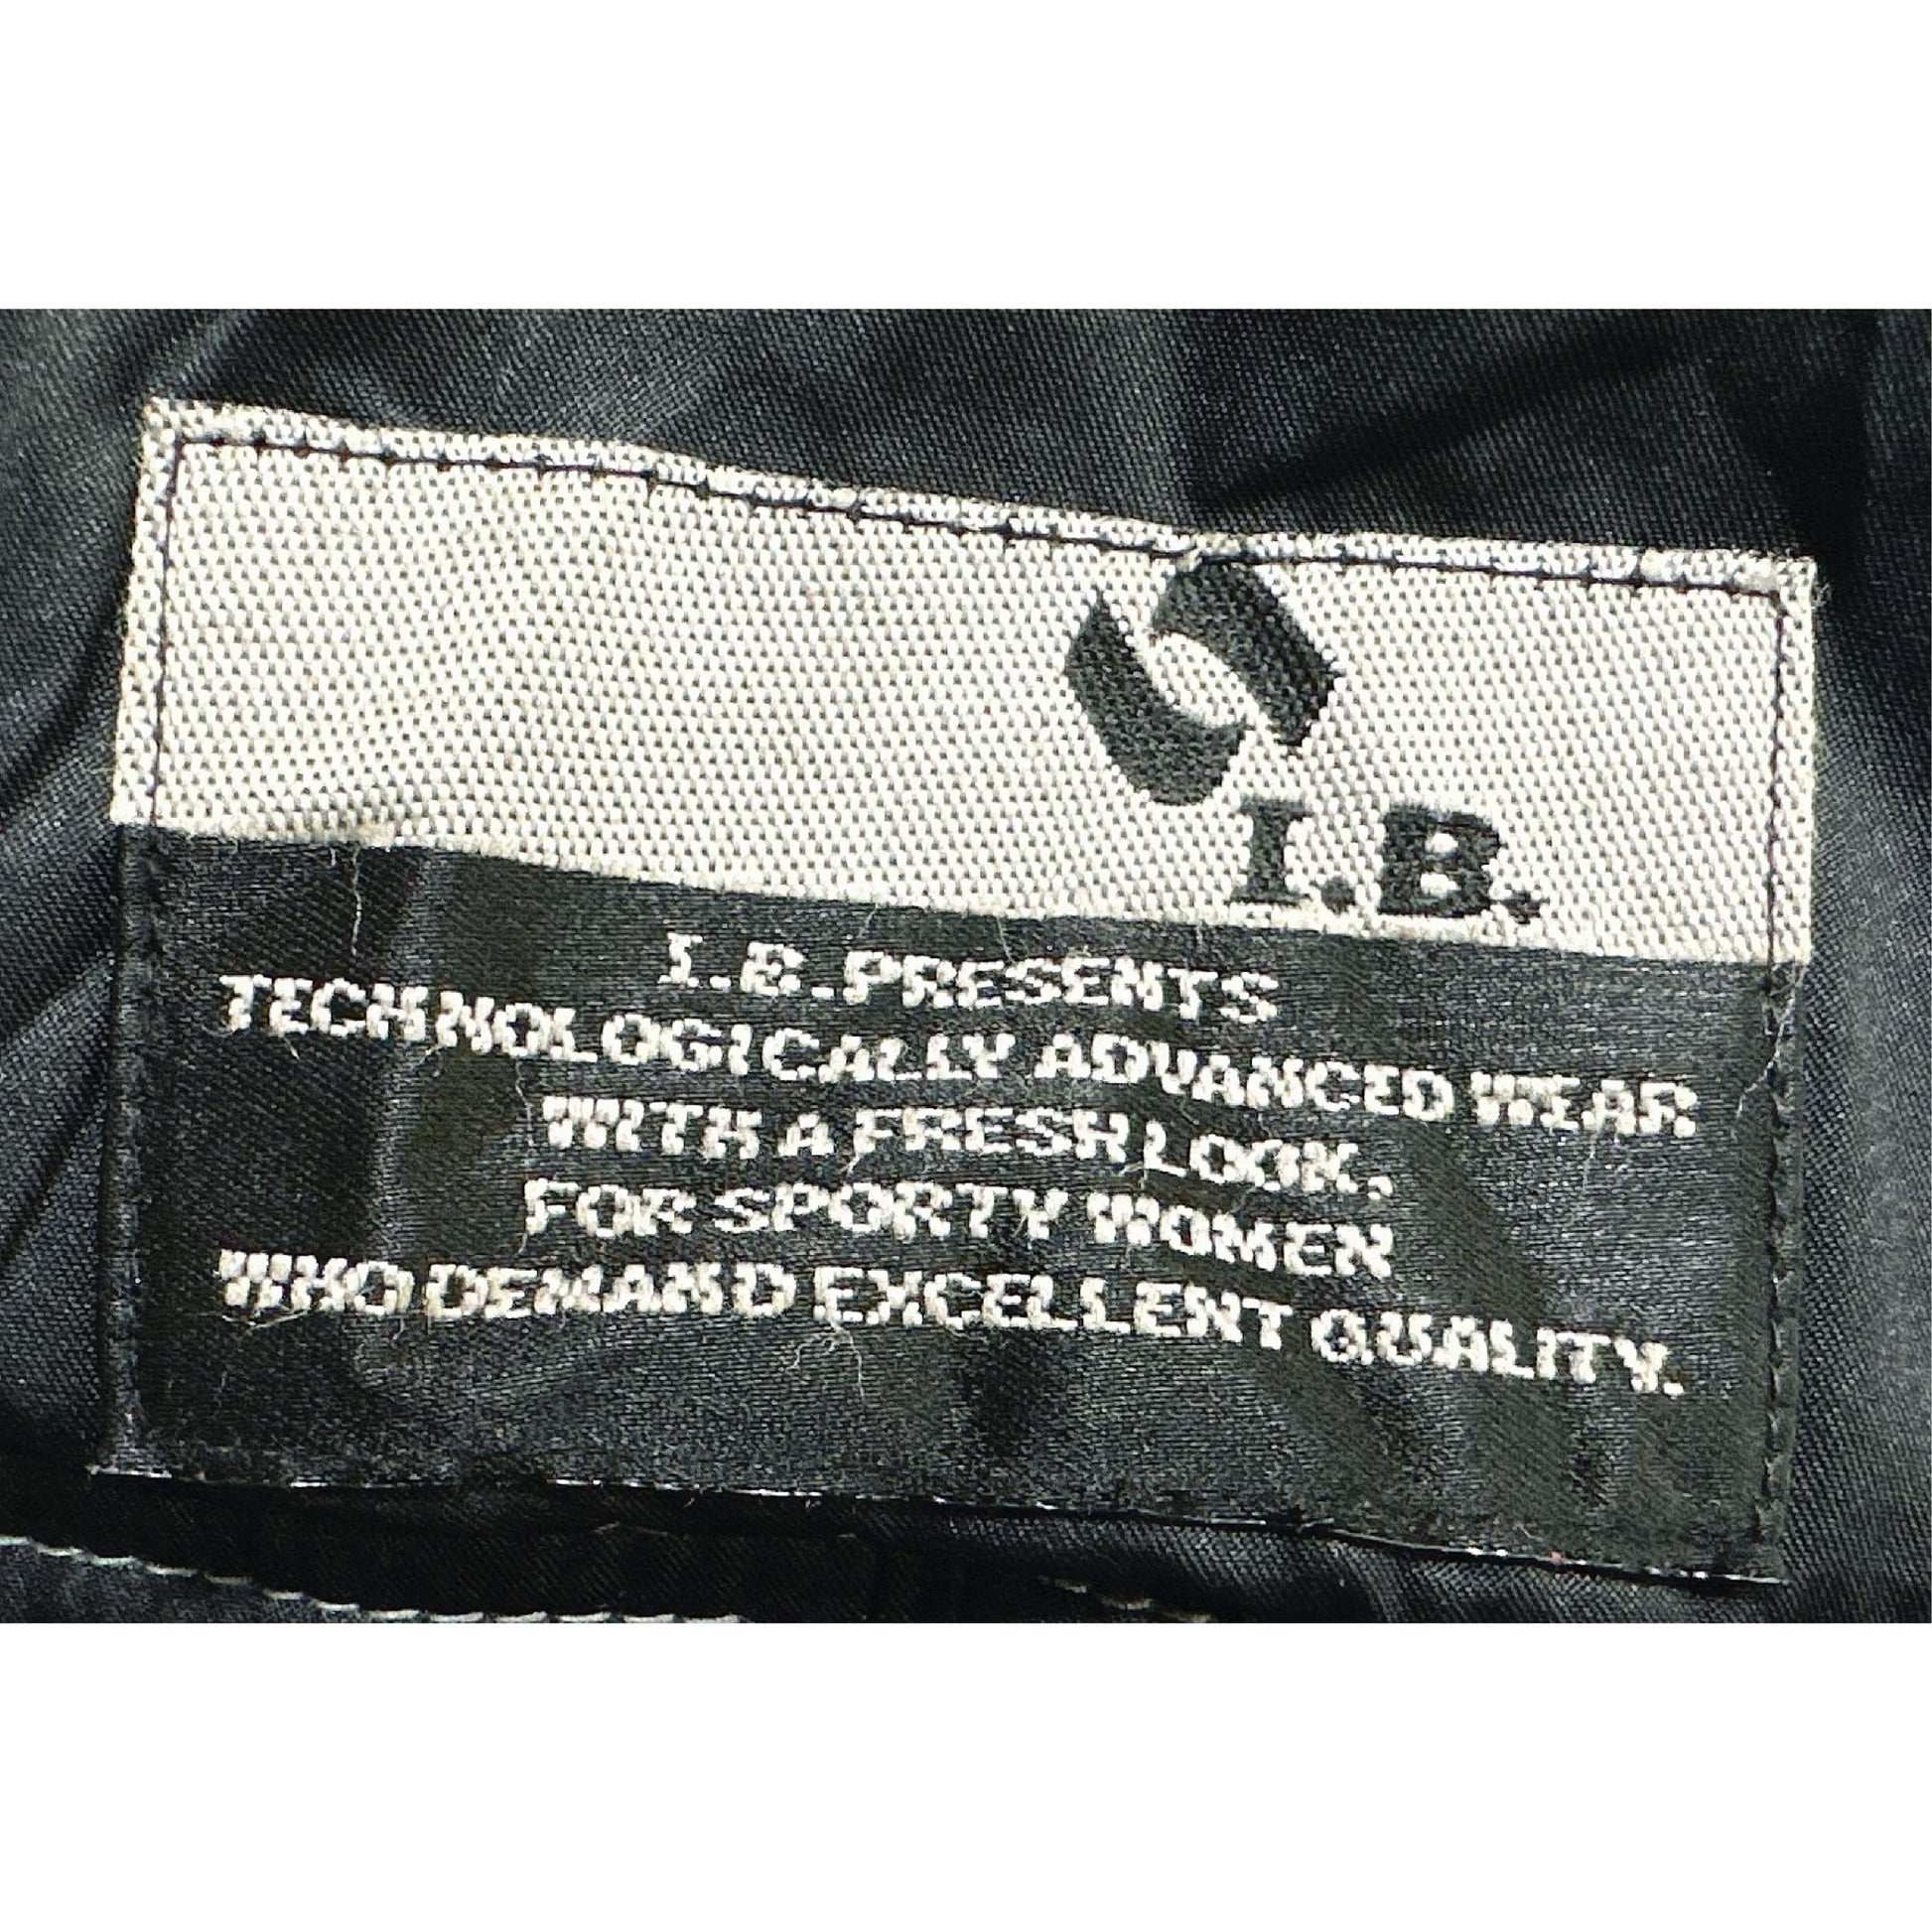 I.B.
I.B. PRESENTS
TECHNOLOGICALLY ADVANCED WEAR
WITH A FRESH LOOK,
FOR SPORTY WOMEN
WHO DEMAND EXCELLENT QUALITY.